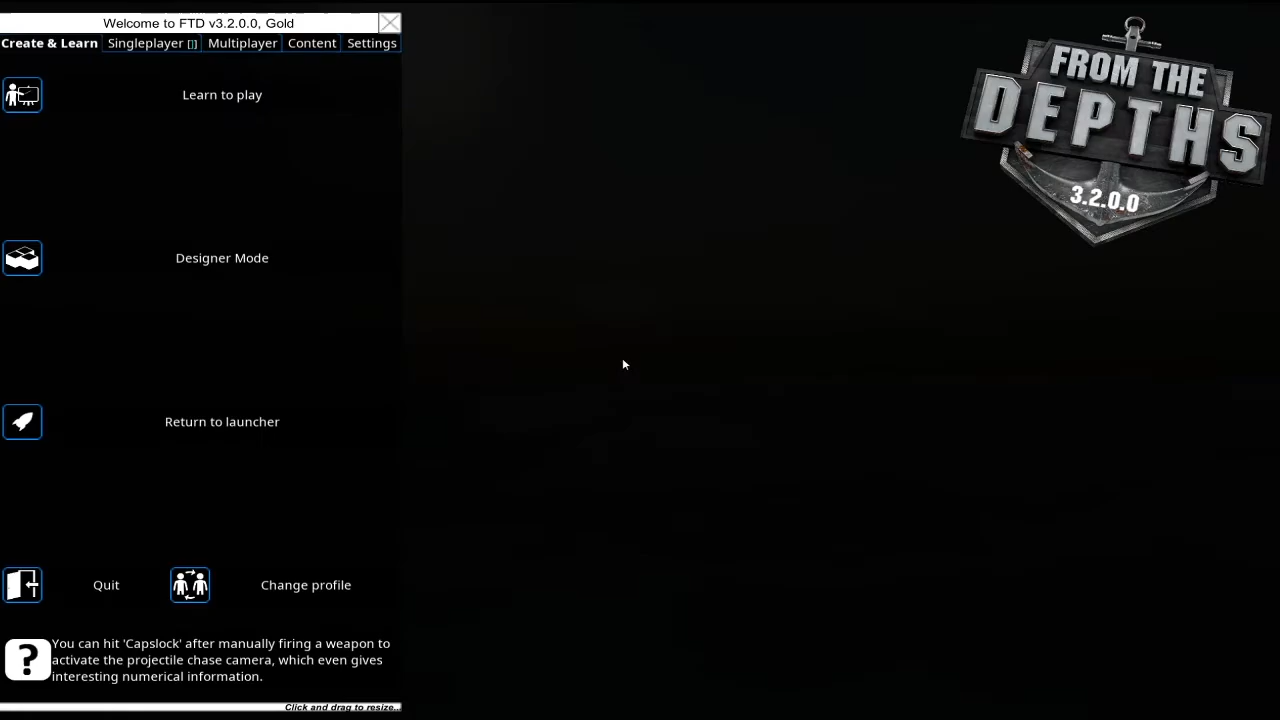 Welcome to FTD v3.2.0.0, Gold
Create & Learn Singleplayer [] Multiplayer Content Settings
Learn to play
Designer Mode
Return to launcher
Quit Change profile
You can hit 'Capslock' after manually firing a weapon to
activate the projectile chase camera, which even gives
interesting numerical information.
Click and drag to resize..
FROM THE
DEPTHS
3.2.0.0